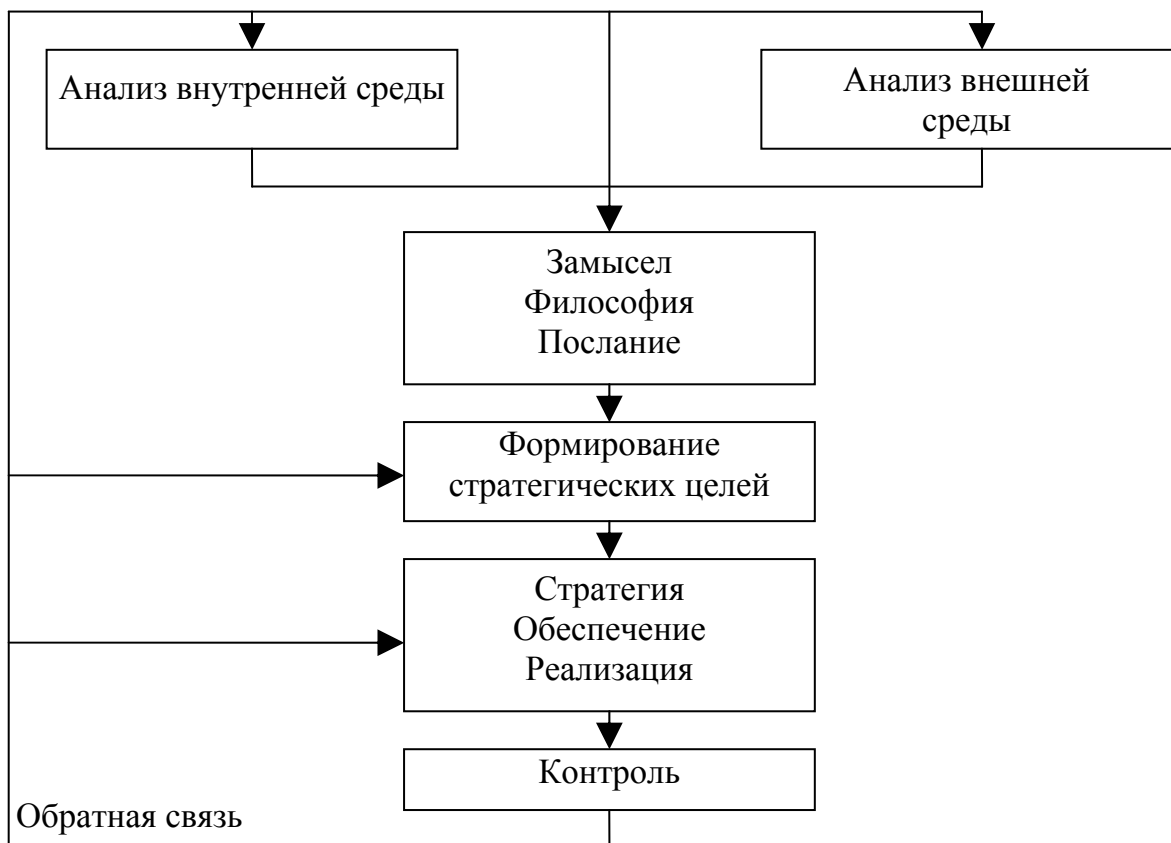 Анализ внутренней среды
Анализ внешней
среды
Замысел
Философия
Послание
Формирование
стратегических целей
Стратегия
Обеспечение
Реализация
Контроль
Обратная связь